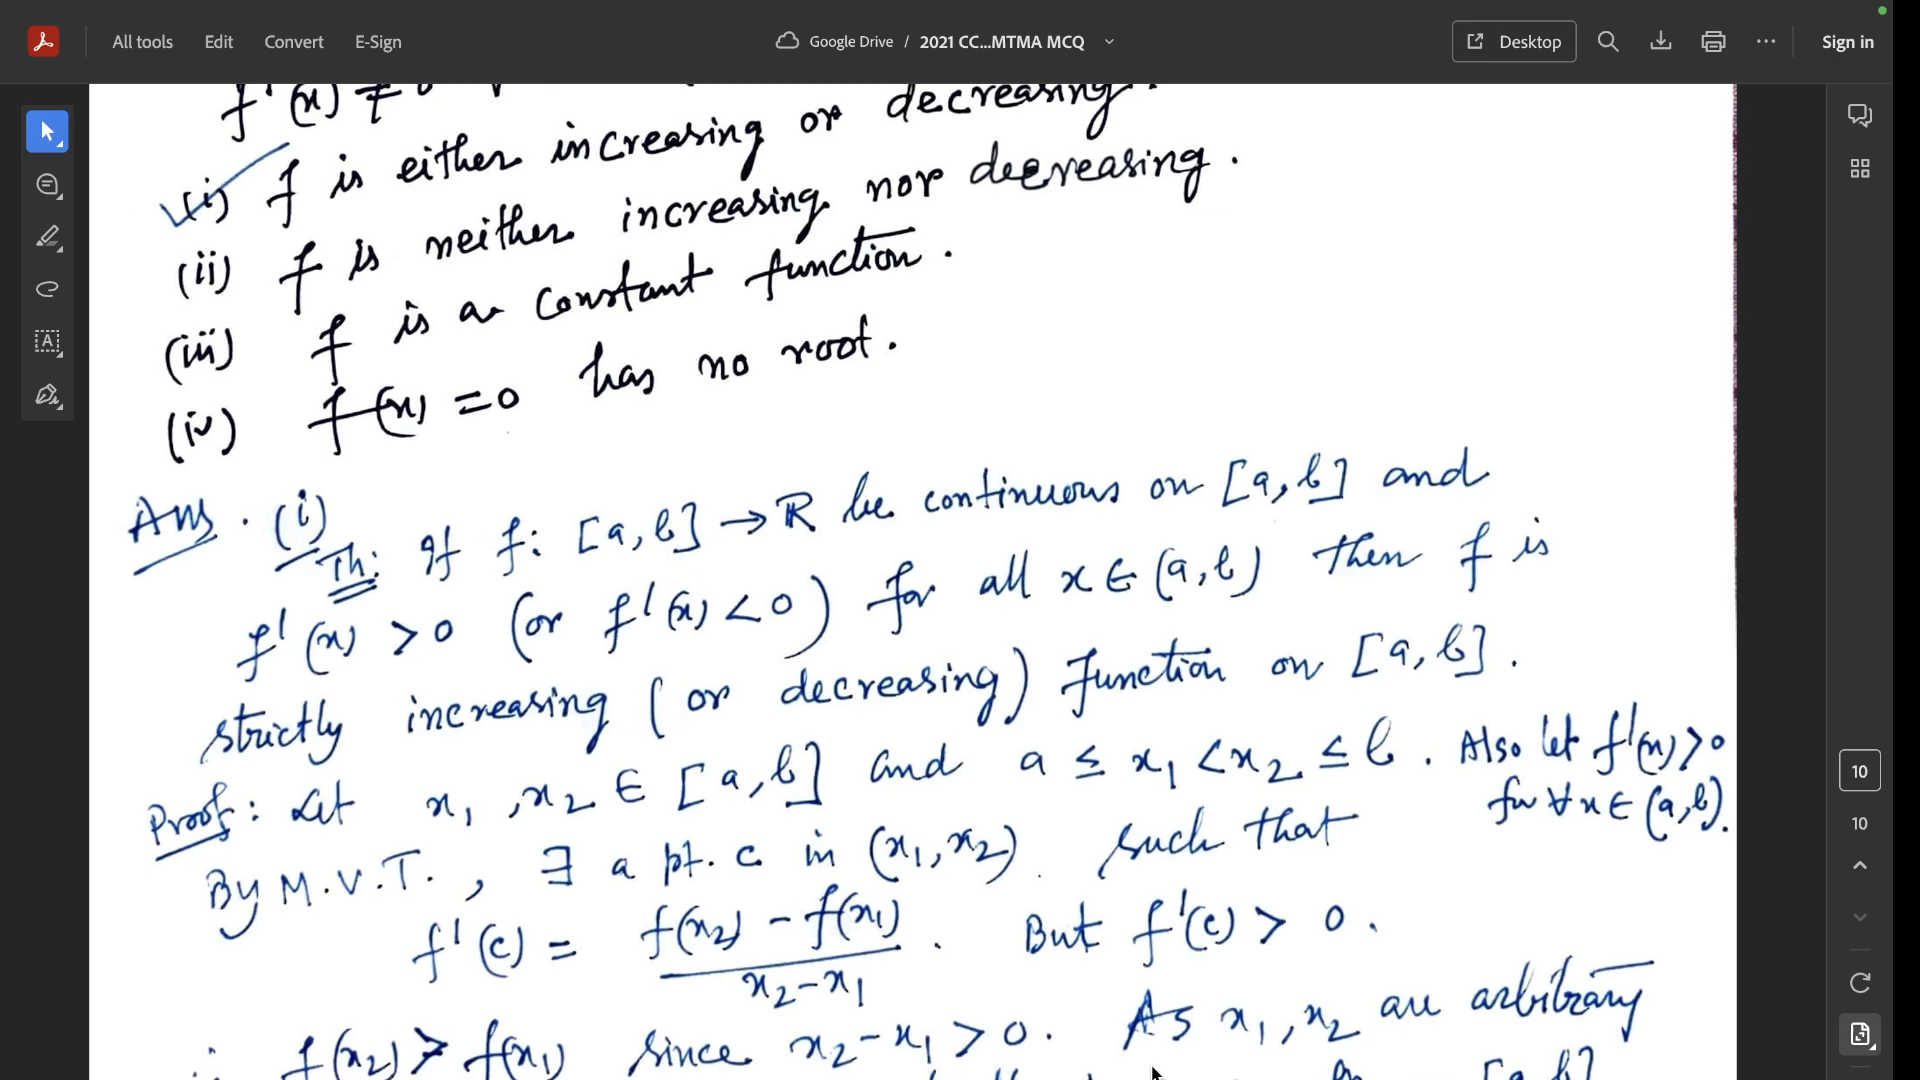 All tools Edit Convert E-Sign Google Drive / 2021 CC...MTMA MCQ Desktop Sign in
f'(x) ≠ 0
(i) f is either increasing or decreasing.
(ii) f is neither increasing nor decreasing.
(iii) f is a constant function.
(iv) f(x) = 0 has no root.
Ans. (i)
Th: If f: [a, b] → R be continuous on [a, b] and
f'(x) > 0 (or f'(x) < 0) for all x ∈ (a, b) then f is
strictly increasing (or decreasing) function on [a, b].
Proof: Let x₁, x₂ ∈ [a, b] and a ≤ x₁ < x₂ ≤ b. Also let f'(x) > 0
for ∀ x ∈ (a, b).
By M.V.T., ∃ a pt. c in (x₁, x₂) such that
f'(c) = f(x₂) - f(x₁) / x₂ - x₁ . But f'(c) > 0.
f(x₂) > f(x₁) since x₂ - x₁ > 0. As x₁, x₂ are arbitrary
[a, b]
10
10